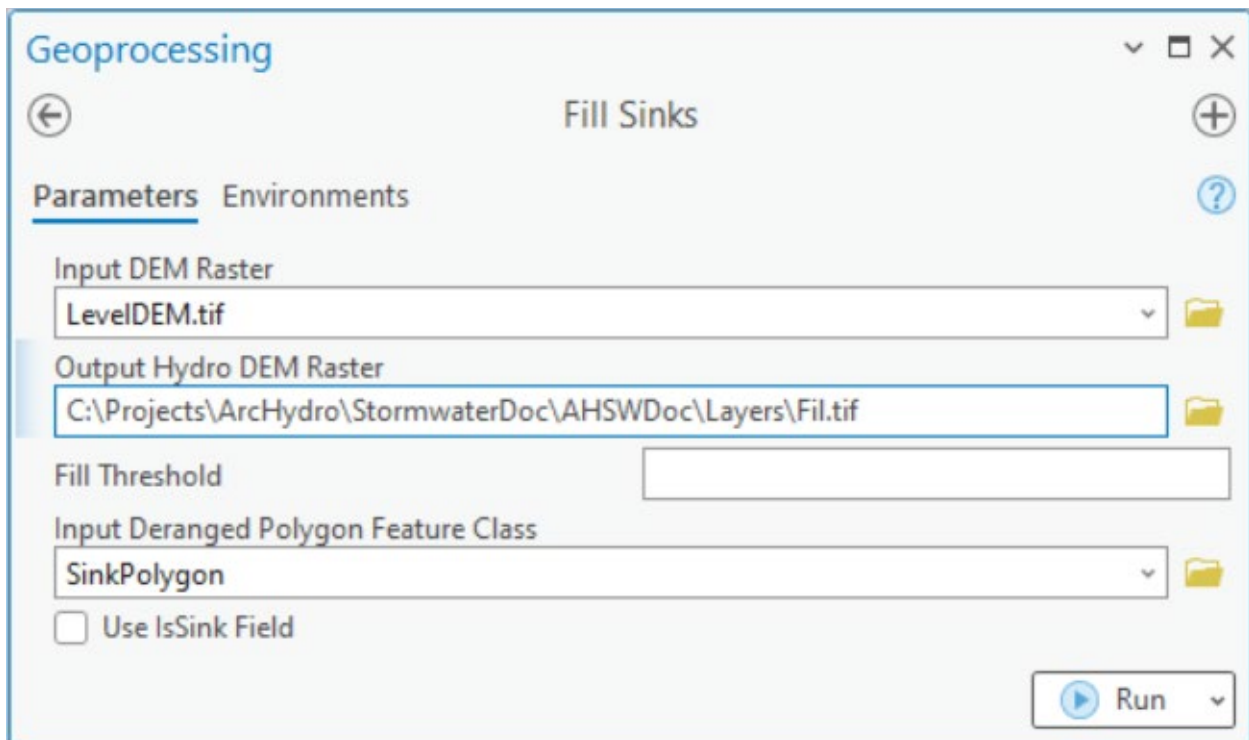 Geoprocessing
Fill Sinks
Parameters Environments
Input DEM Raster
LevelDEM.tif
Output Hydro DEM Raster
C:\Projects\ArcHydro\StormwaterDoc\AHSWDoc\Layers\Fil.tif
Fill Threshold
Input Deranged Polygon Feature Class
SinkPolygon
Use IsSink Field
Run